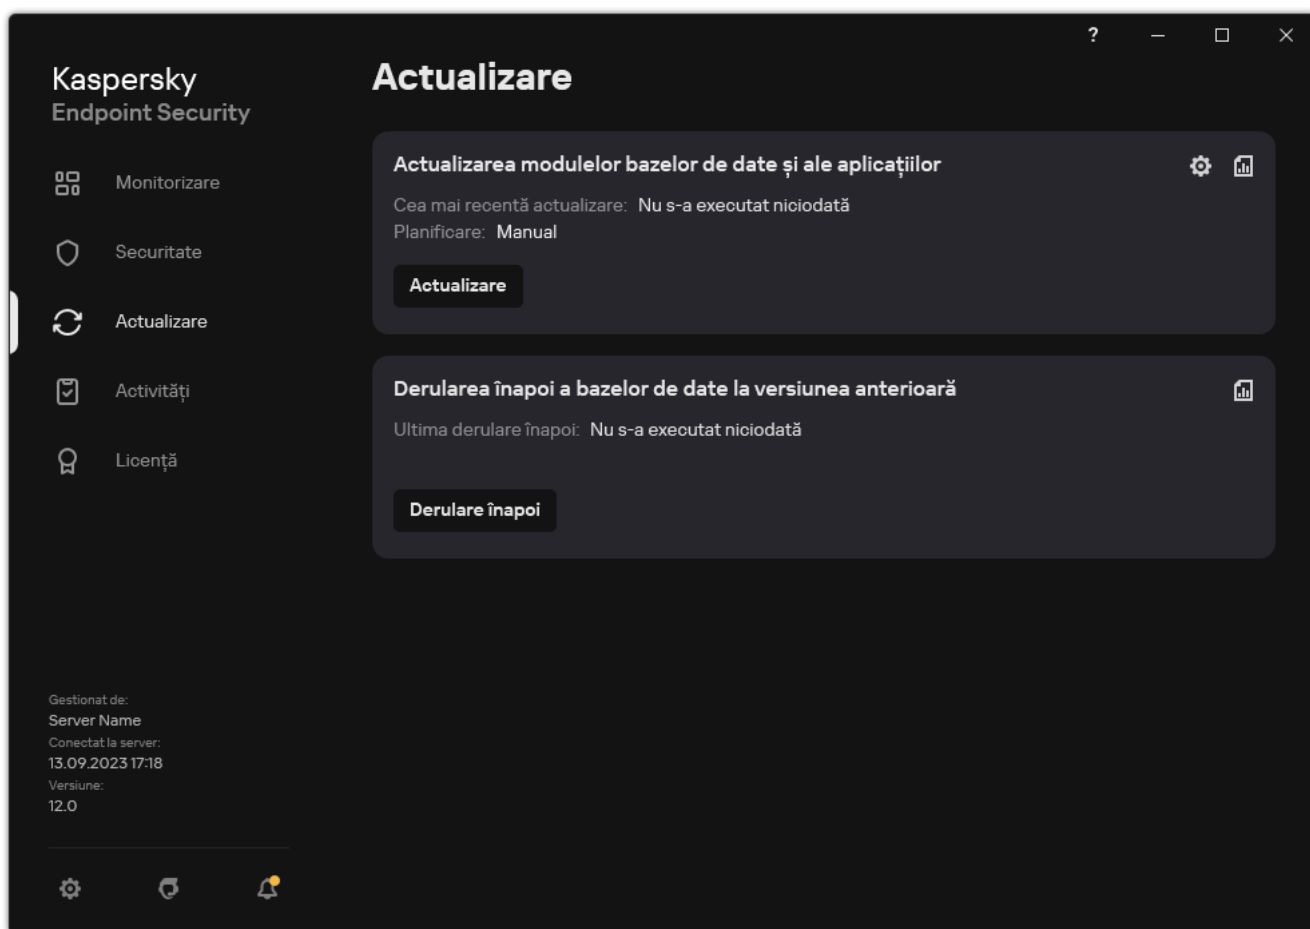 ?
Kaspersky
Endpoint Security
Monitorizare
Securitate
Actualizare
Activități
Licență
Gestionat de:
Server Name
Conectat la server:
13.09.2023 17:18
Versiune:
12.0
Actualizare
Actualizarea modulelor bazelor de date și ale aplicațiilor
Cea mai recentă actualizare: Nu s-a executat niciodată
Planificare: Manual
Actualizare
Derularea înapoi a bazelor de date la versiunea anterioară
Ultima derulare înapoi: Nu s-a executat niciodată
Derulare înapoi